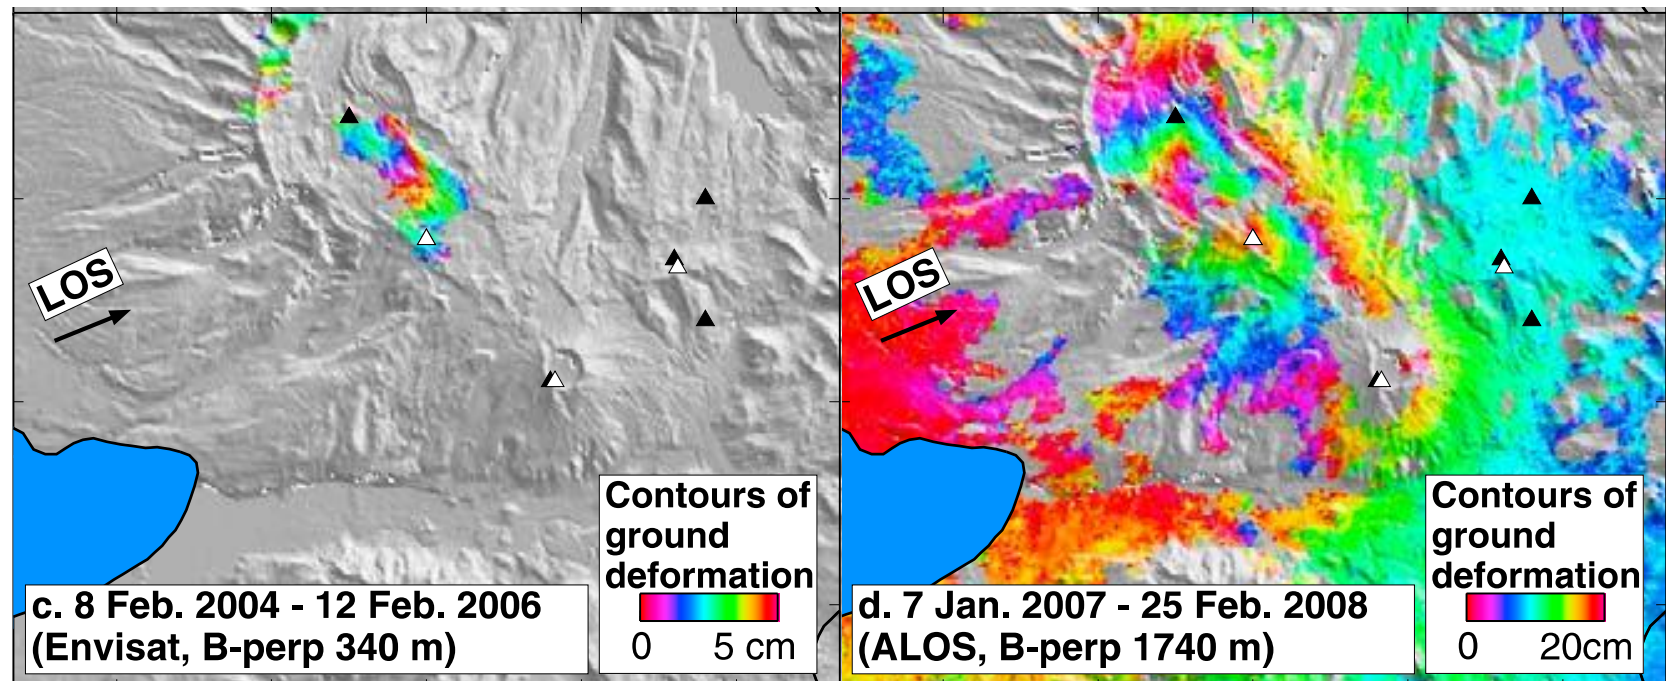 LOS
Contours of
ground
deformation
0 5 cm
c. 8 Feb. 2004 - 12 Feb. 2006
(Envisat, B-perp 340 m)
LOS
Contours of
ground
deformation
0 20cm
d. 7 Jan. 2007 - 25 Feb. 2008
(ALOS, B-perp 1740 m)